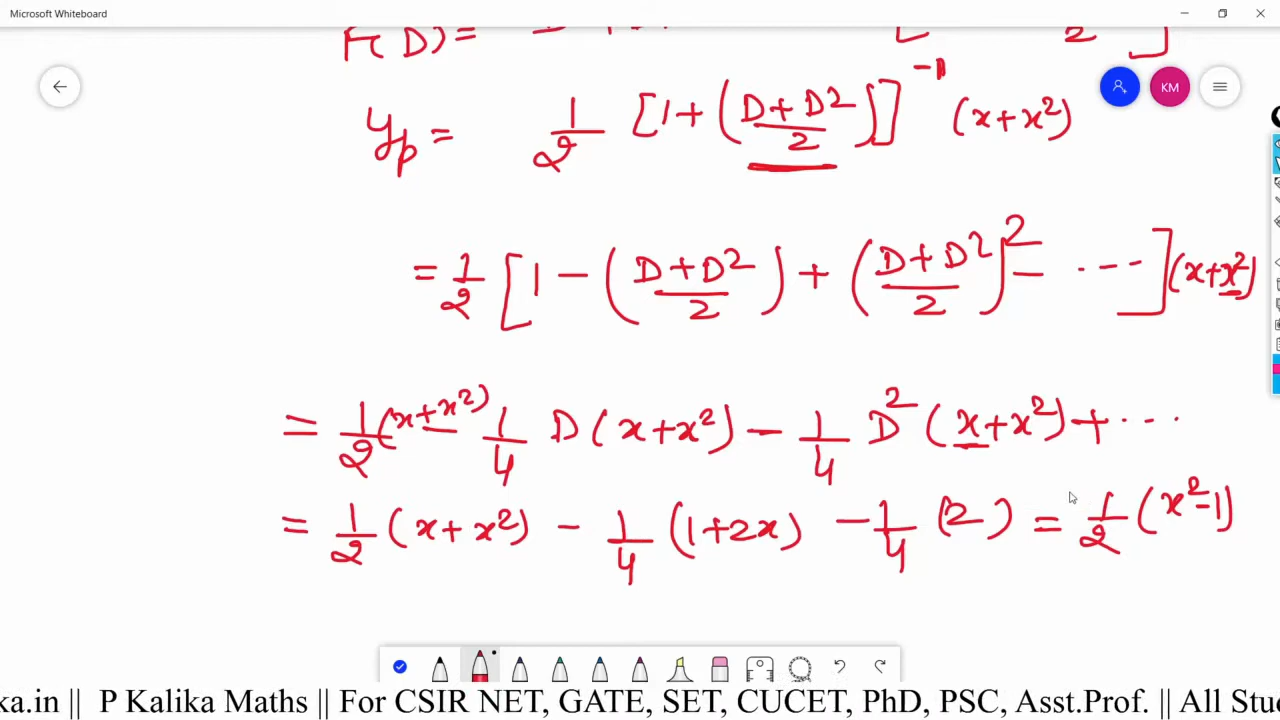 Microsoft Whiteboard
F(D) =
y_p = 1/2 [1 + (D + D²/2)]^-1 (x + x²)
KM
= 1/2 [1 - (D + D²/2) + (D + D²/2)² - ....] (x + x²)
= 1/2 (x + x²) 1/4 D(x + x²) - 1/4 D² (x + x²) + ...
= 1/2 (x + x²) - 1/4 (1 + 2x) - 1/4 (2) = 1/2 (x² - 1)
ka.in || P Kalika Maths || For CSIR NET, GATE, SET, CUCET, PhD, PSC, Asst.Prof. || All Stu